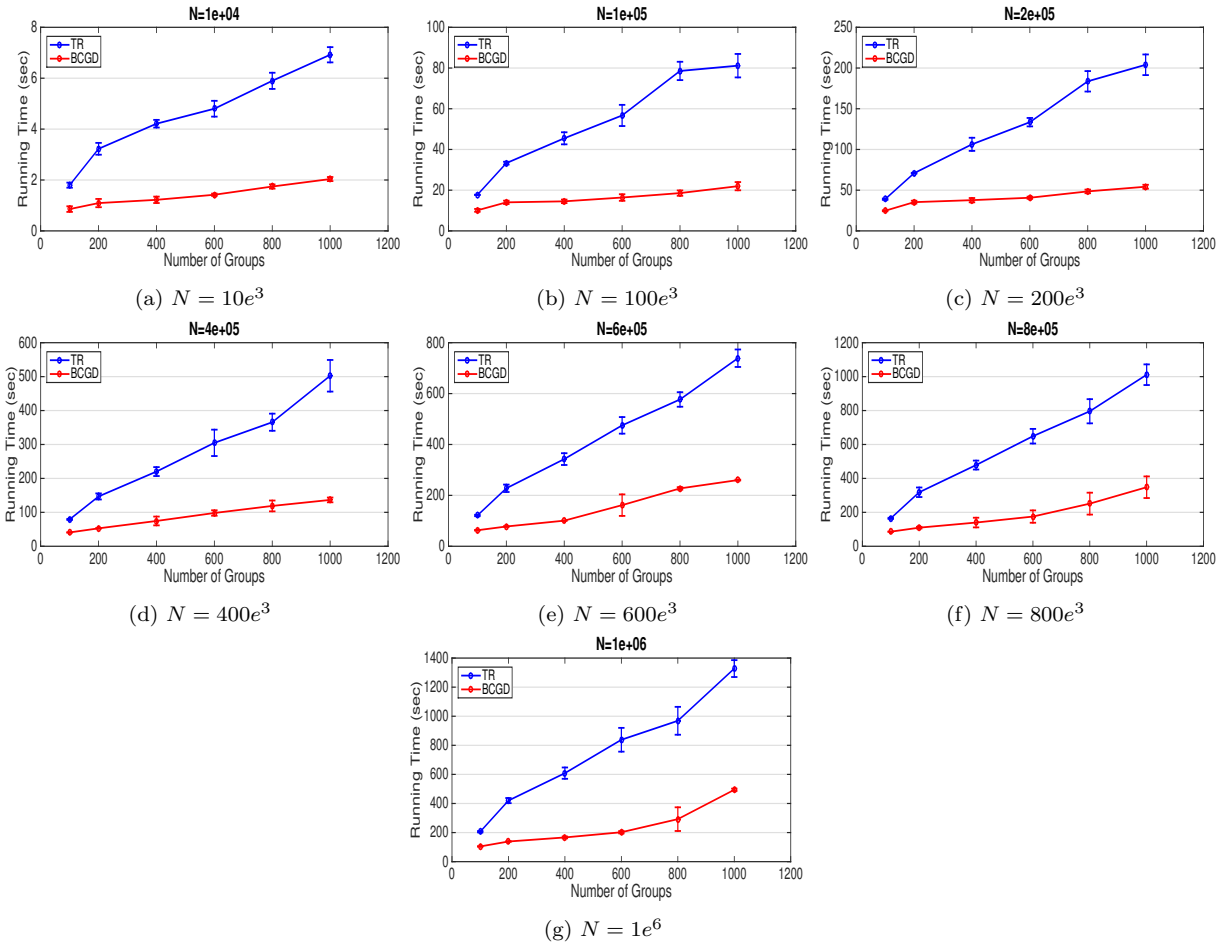 N=1e+04
Running Time (sec)
8
6
4
2
0
TR
BCGD
0 200 400 600 800 1000 1200
Number of Groups
(a) N = 10e^3
N=1e+05
Running Time (sec)
100
80
60
40
20
0
TR
BCGD
0 200 400 600 800 1000 1200
Number of Groups
(b) N = 100e^3
N=2e+05
Running Time (sec)
250
200
150
100
50
0
TR
BCGD
0 200 400 600 800 1000 1200
Number of Groups
(c) N = 200e^3
N=4e+05
Running Time (sec)
600
500
400
300
200
100
0
TR
BCGD
0 200 400 600 800 1000 1200
Number of Groups
(d) N = 400e^3
N=6e+05
Running Time (sec)
800
600
400
200
0
TR
BCGD
0 200 400 600 800 1000 1200
Number of Groups
(e) N = 600e^3
N=8e+05
Running Time (sec)
1200
1000
800
600
400
200
0
TR
BCGD
0 200 400 600 800 1000 1200
Number of Groups
(f) N = 800e^3
N=1e+06
Running Time (sec)
1400
1200
1000
800
600
400
200
0
TR
BCGD
0 200 400 600 800 1000 1200
Number of Groups
(g) N = 1e^6